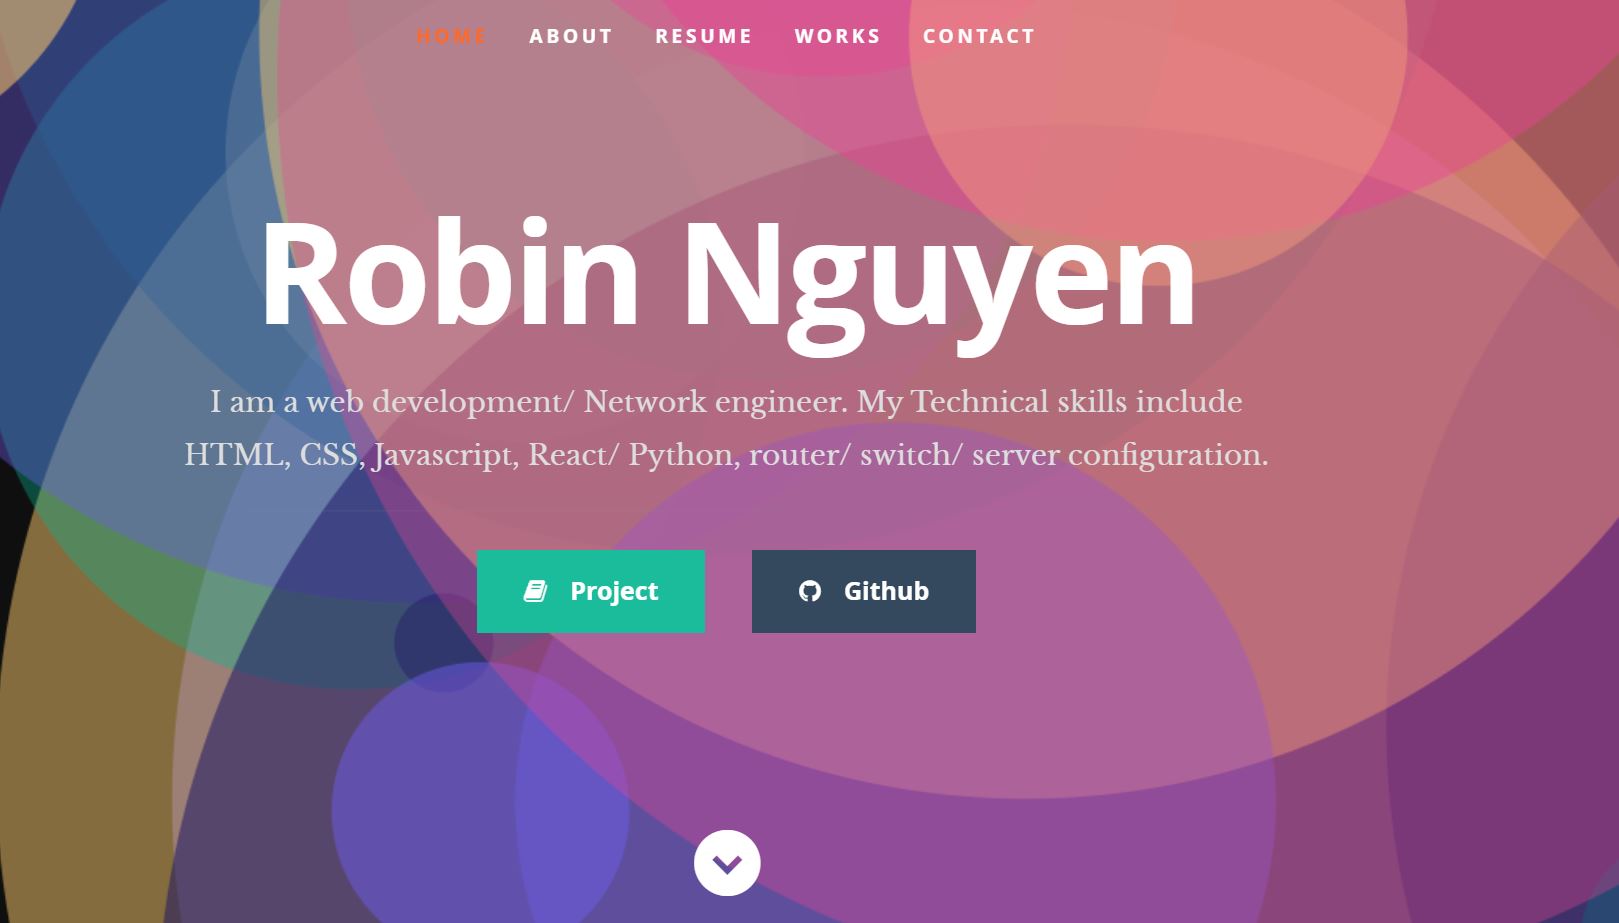 HOME ABOUT RESUME WORKS CONTACT
Robin Nguyen
I am a web development/ Network engineer. My Technical skills include
HTML, CSS, Javascript, React/ Python, router/ switch/ server configuration.
Project Github